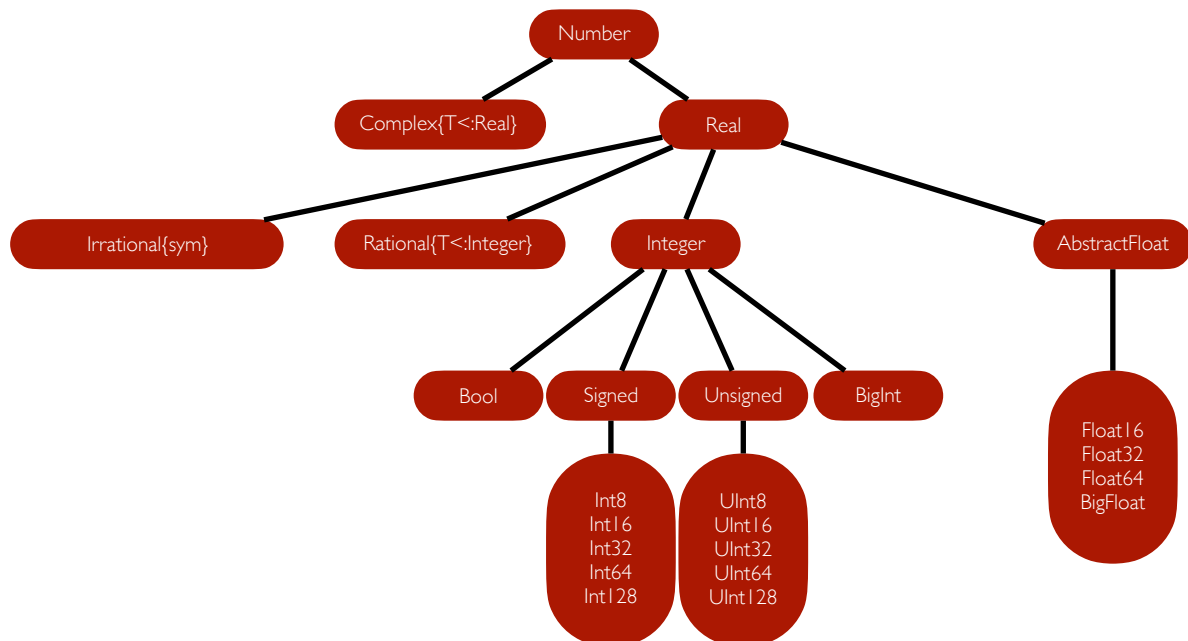 Number
Complex{T<:Real}
Real
Irrational{sym}
Rational{T<:Integer}
Integer
AbstractFloat
Bool
Signed
Unsigned
BigInt
Float16
Float32
Float64
BigFloat
Int8
Int16
Int32
Int64
Int128
UInt8
UInt16
UInt32
UInt64
UInt128